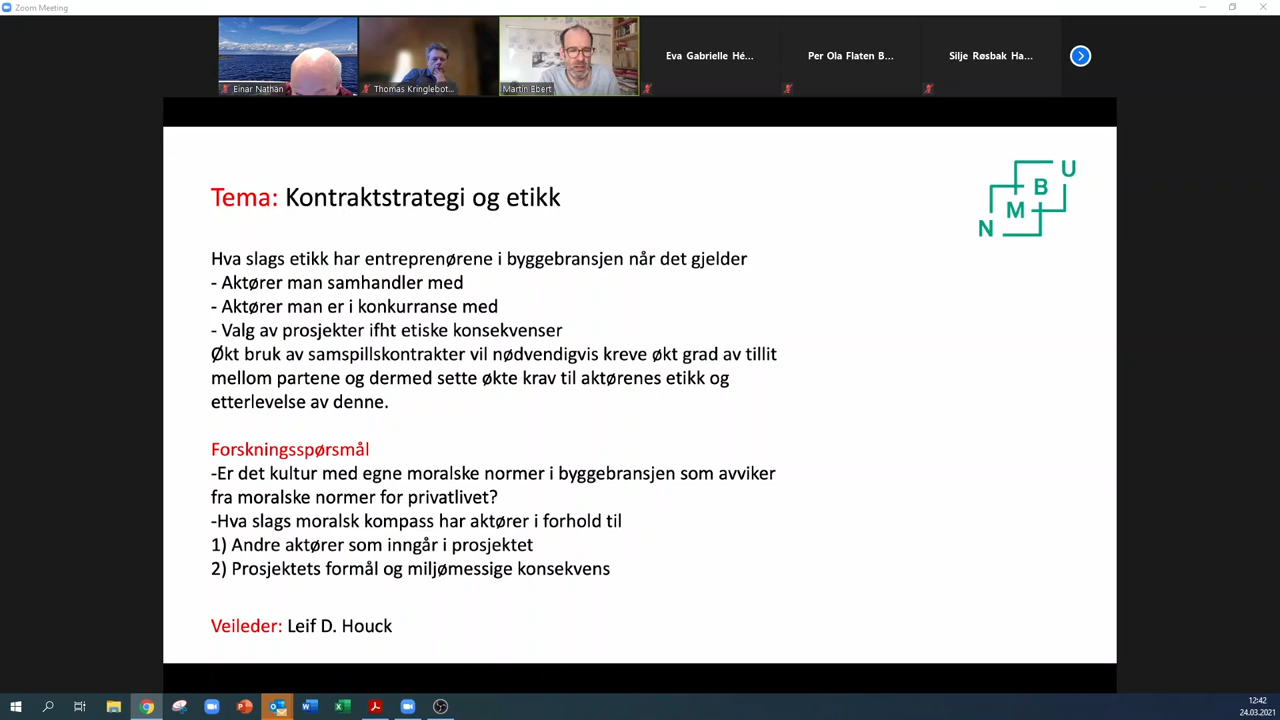 Zoom Meeting
Einar Nathan
Thomas Kringlebot...
Martin Ebert
Eva Gabrielle Hé...
Per Ola Flaten B...
Silje Røsbak Ha...
N M B U
Tema: Kontraktstrategi og etikk
Hva slags etikk har entreprenørene i byggebransjen når det gjelder
- Aktører man samhandler med
- Aktører man er i konkurranse med
- Valg av prosjekter ifht etiske konsekvenser
Økt bruk av samspillskontrakter vil nødvendigvis kreve økt grad av tillit
mellom partene og dermed sette økte krav til aktørenes etikk og
etterlevelse av denne.
Forskningsspørsmål
-Er det kultur med egne moralske normer i byggebransjen som avviker
fra moralske normer for privatlivet?
-Hva slags moralsk kompass har aktører i forhold til
1) Andre aktører som inngår i prosjektet
2) Prosjektets formål og miljømessige konsekvens
Veileder: Leif D. Houck
12:42
24.03.2021